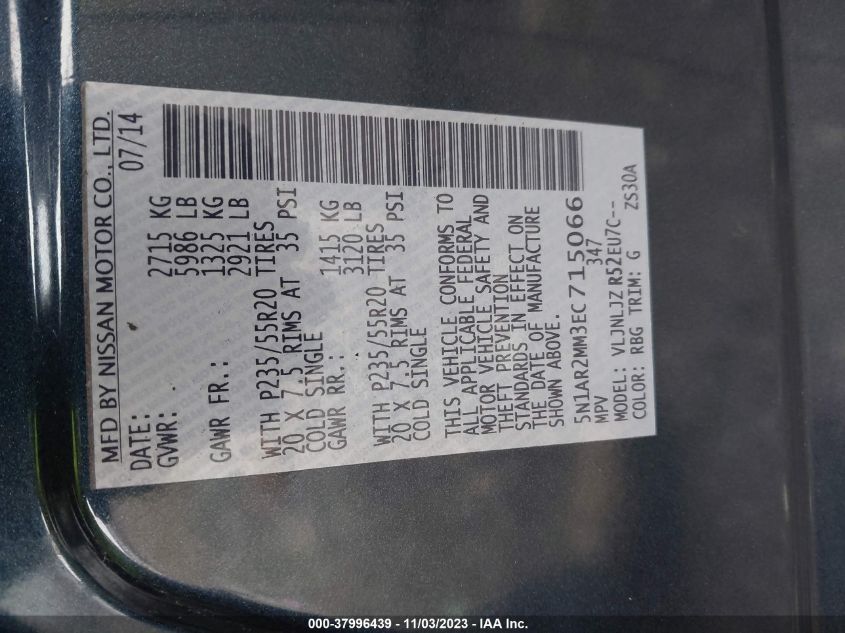 MFD BY NISSAN MOTOR CO., LTD.
DATE: 07/14
GVWR: 2715 KG
5986 LB
GAWR FR.: 1325 KG
2921 LB
WITH P235/55R20 TIRES
20 X 7.5 RIMS AT 35 PSI
COLD SINGLE
GAWR RR.: 1415 KG
3120 LB
WITH P235/55R20 TIRES
20 X 7.5 RIMS AT 35 PSI
COLD SINGLE
THIS VEHICLE CONFORMS TO
ALL APPLICABLE FEDERAL
MOTOR VEHICLE SAFETY AND
THEFT PREVENTION
STANDARDS IN EFFECT ON
THE DATE OF MANUFACTURE
SHOWN ABOVE.
5N1AR2MM3EC715066
MPV 347
MODEL: VLJNLJZ R52EU7C--
COLOR: RBG TRIM: G ZS30A
000-37996439 - 11/03/2023 - IAA Inc.